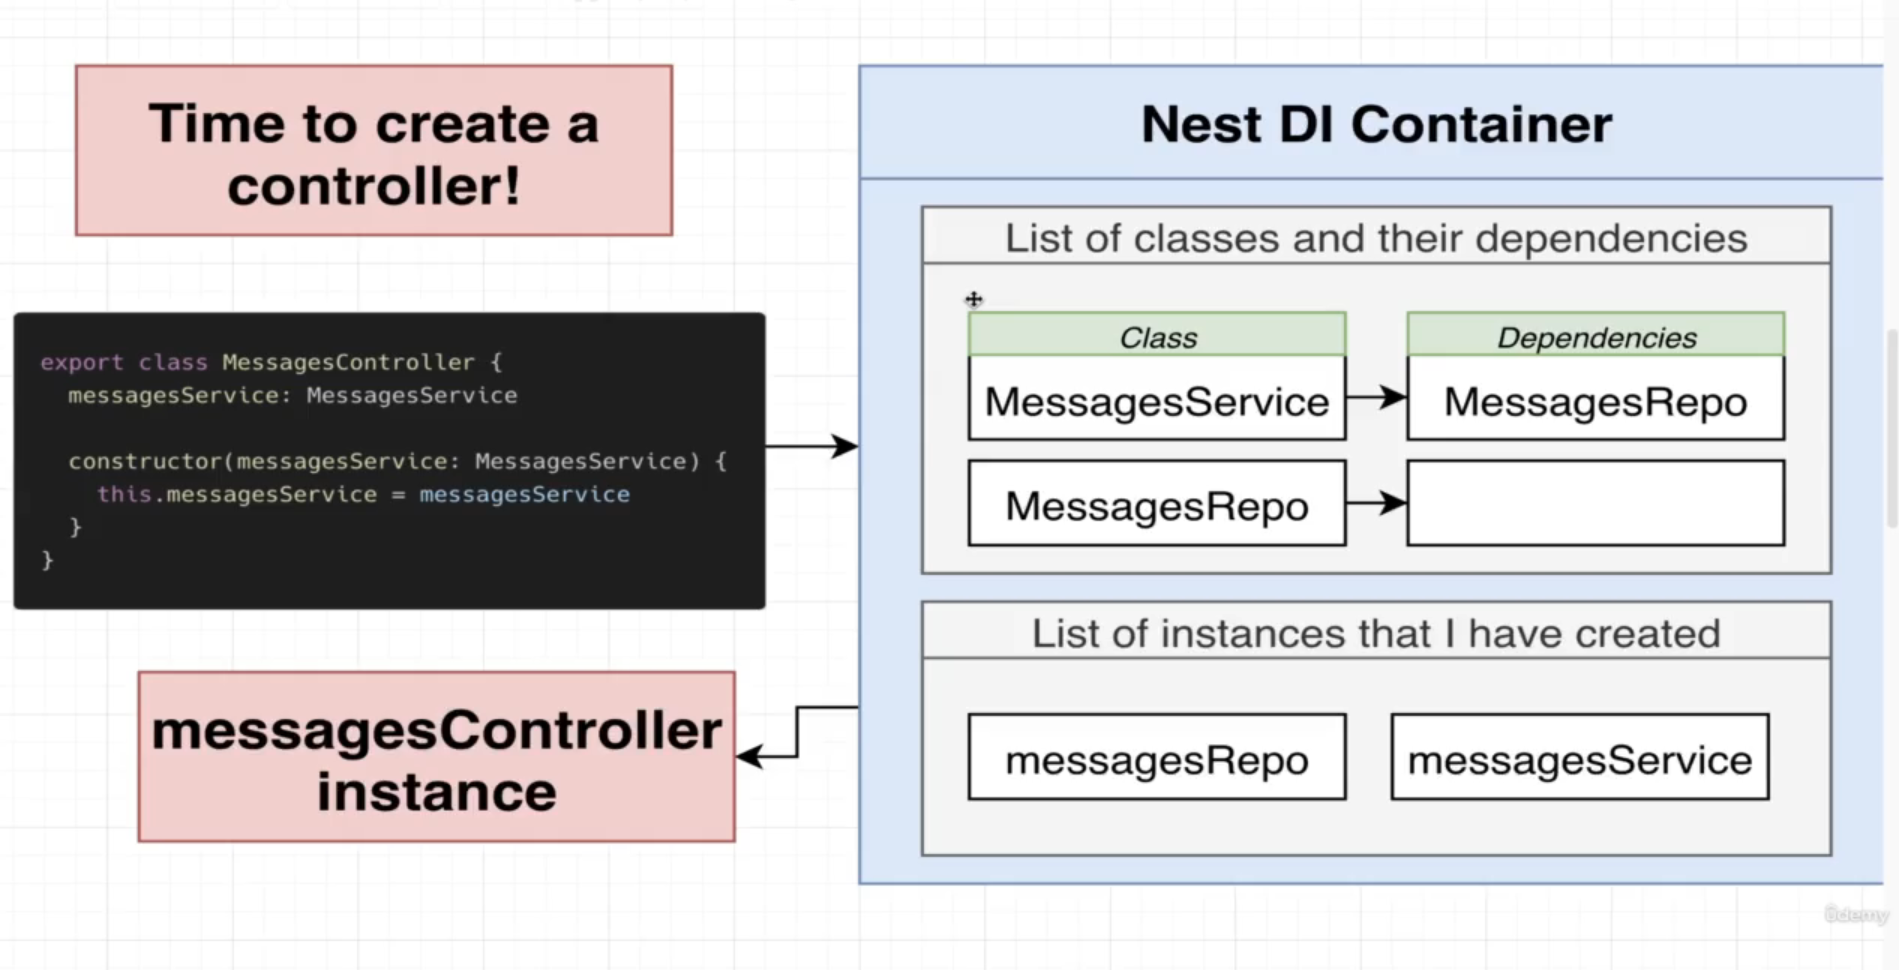 Time to create a
controller!
export class MessagesController {
  messagesService: MessagesService
  constructor(messagesService: MessagesService) {
    this.messagesService = messagesService
  }
}
messagesController
instance
Nest DI Container
List of classes and their dependencies
Class
Dependencies
MessagesService
MessagesRepo
MessagesRepo
List of instances that I have created
messagesRepo
messagesService
ûdemy